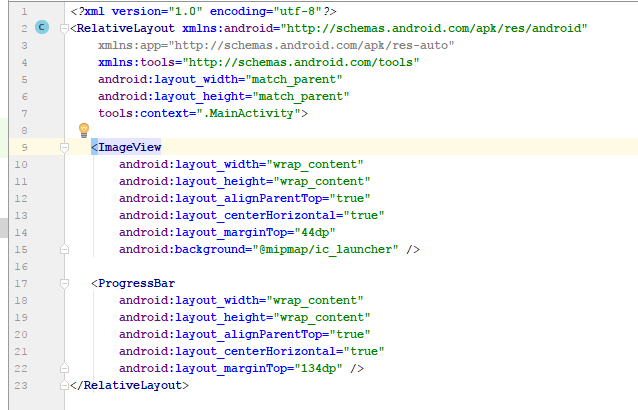 1 <?xml version="1.0" encoding="utf-8"?>
2 C <RelativeLayout xmlns:android="http://schemas.android.com/apk/res/android"
3 xmlns:app="http://schemas.android.com/apk/res-auto"
4 xmlns:tools="http://schemas.android.com/tools"
5 android:layout_width="match_parent"
6 android:layout_height="match_parent"
7 tools:context=".MainActivity">
8
9 <ImageView
10 android:layout_width="wrap_content"
11 android:layout_height="wrap_content"
12 android:layout_alignParentTop="true"
13 android:layout_centerHorizontal="true"
14 android:layout_marginTop="44dp"
15 android:background="@mipmap/ic_launcher" />
16
17 <ProgressBar
18 android:layout_width="wrap_content"
19 android:layout_height="wrap_content"
20 android:layout_alignParentTop="true"
21 android:layout_centerHorizontal="true"
22 android:layout_marginTop="134dp" />
23 </RelativeLayout>